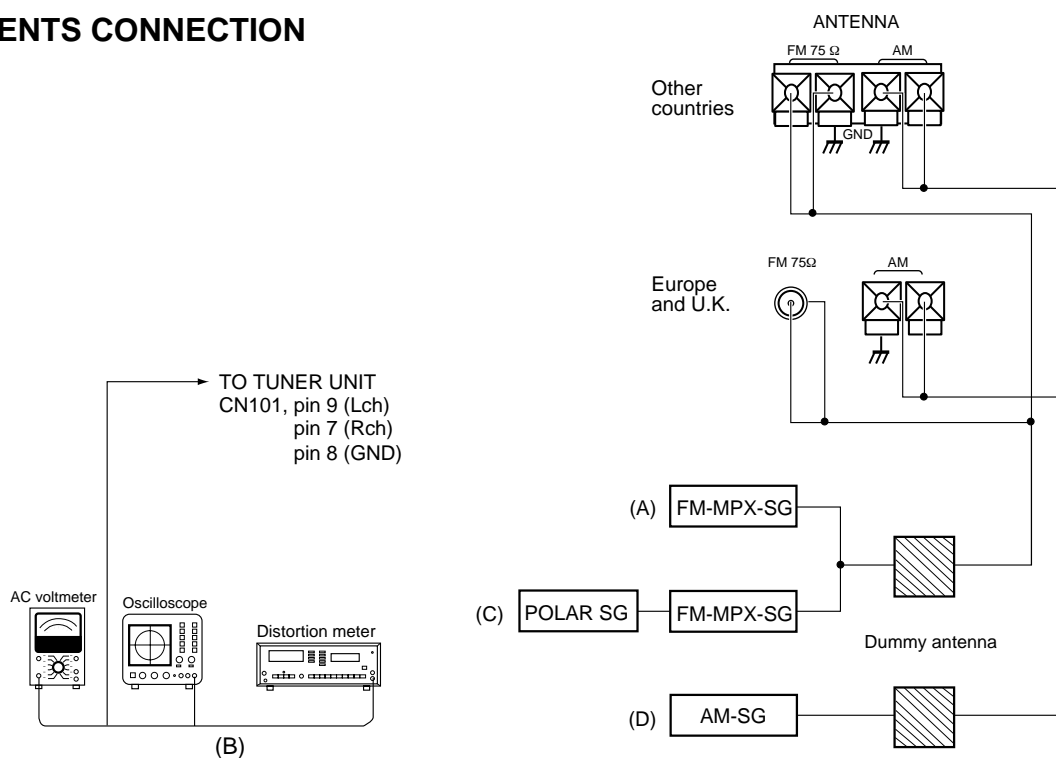 ENTS CONNECTION
ANTENNA
FM 75 Ω
AM
Other
countries
GND
FM 75Ω
AM
Europe
and U.K.
TO TUNER UNIT
CN101, pin 9 (Lch)
pin 7 (Rch)
pin 8 (GND)
(A) FM-MPX-SG
(C) POLAR SG FM-MPX-SG
Dummy antenna
(D) AM-SG
AC voltmeter
Oscilloscope
Distortion meter
(B)